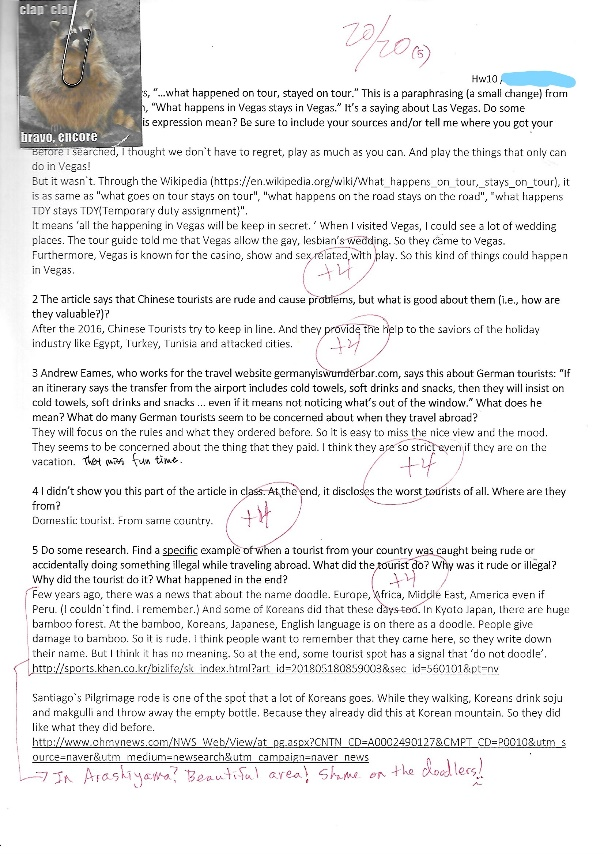 clap clap
20/20 (5)
Hw10
s, "…what happened on tour, stayed on tour." This is a paraphrasing (a small change) from
, "What happens in Vegas stays in Vegas." It's a saying about Las Vegas. Do some
is expression mean? Be sure to include your sources and/or tell me where you got your
bravo, encore
Before I searched, I thought we don`t have to regret, play as much as you can. And play the things that only can
do in Vegas!
But it wasn`t. Through the Wikipedia (https://en.wikipedia.org/wiki/What_happens_on_tour,_stays_on_tour), it
is as same as "what goes on tour stays on tour", "what happens on the road stays on the road", "what happens
TDY stays TDY(Temporary duty assignment)".
It means 'all the happening in Vegas will be keep in secret. ' When I visited Vegas, I could see a lot of wedding
places. The tour guide told me that Vegas allow the gay, lesbian's wedding. So they came to Vegas.
Furthermore, Vegas is known for the casino, show and sex related with play. So this kind of things could happen
in Vegas.
+4
2 The article says that Chinese tourists are rude and cause problems, but what is good about them (i.e., how are
they valuable?)?
After the 2016, Chinese Tourists try to keep in line. And they provide the help to the saviors of the holiday
industry like Egypt, Turkey, Tunisia and attacked cities.
+4
3 Andrew Eames, who works for the travel website germanyiswunderbar.com, says this about German tourists: "If
an itinerary says the transfer from the airport includes cold towels, soft drinks and snacks, then they will insist on
cold towels, soft drinks and snacks … even if it means not noticing what's out of the window." What does he
mean? What do many German tourists seem to be concerned about when they travel abroad?
They will focus on the rules and what they ordered before. So it is easy to miss the nice view and the mood.
They seems to be concerned about the thing that they paid. I think they are so strict even if they are on the
vacation. They miss fun time.
+4
4 I didn't show you this part of the article in class. At the end, it discloses the worst tourists of all. Where are they
from?
Domestic tourist. From same country.
+4
5 Do some research. Find a specific example of when a tourist from your country was caught being rude or
accidentally doing something illegal while traveling abroad. What did the tourist do? Why was it rude or illegal?
Why did the tourist do it? What happened in the end?
+4
Few years ago, there was a news that about the name doodle. Europe, Africa, Middle East, America even if
Peru. (I couldn`t find. I remember.) And some of Koreans did that these days too. In Kyoto Japan, there are huge
bamboo forest. At the bamboo, Koreans, Japanese, English language is on there as a doodle. People give
damage to bamboo. So it is rude. I think people want to remember that they came here, so they write down
their name. But I think it has no meaning. So at the end, some tourist spot has a signal that 'do not doodle'.
http://sports.khan.co.kr/bizlife/sk_index.html?art_id=201805180859003&sec_id=560101&pt=nv
Santiago`s Pilgrimage rode is one of the spot that a lot of Koreans goes. While they walking, Koreans drink soju
and makgulli and throw away the empty bottle. Because they already did this at Korean mountain. So they did
like what they did before.
http://www.ohmynews.com/NWS_Web/View/at_pg.aspx?CNTN_CD=A0002490127&CMPT_CD=P0010&utm_s
ource=naver&utm_medium=newsearch&utm_campaign=naver_news
In Arashiyama? Beautiful area! Shame on the doodlers!